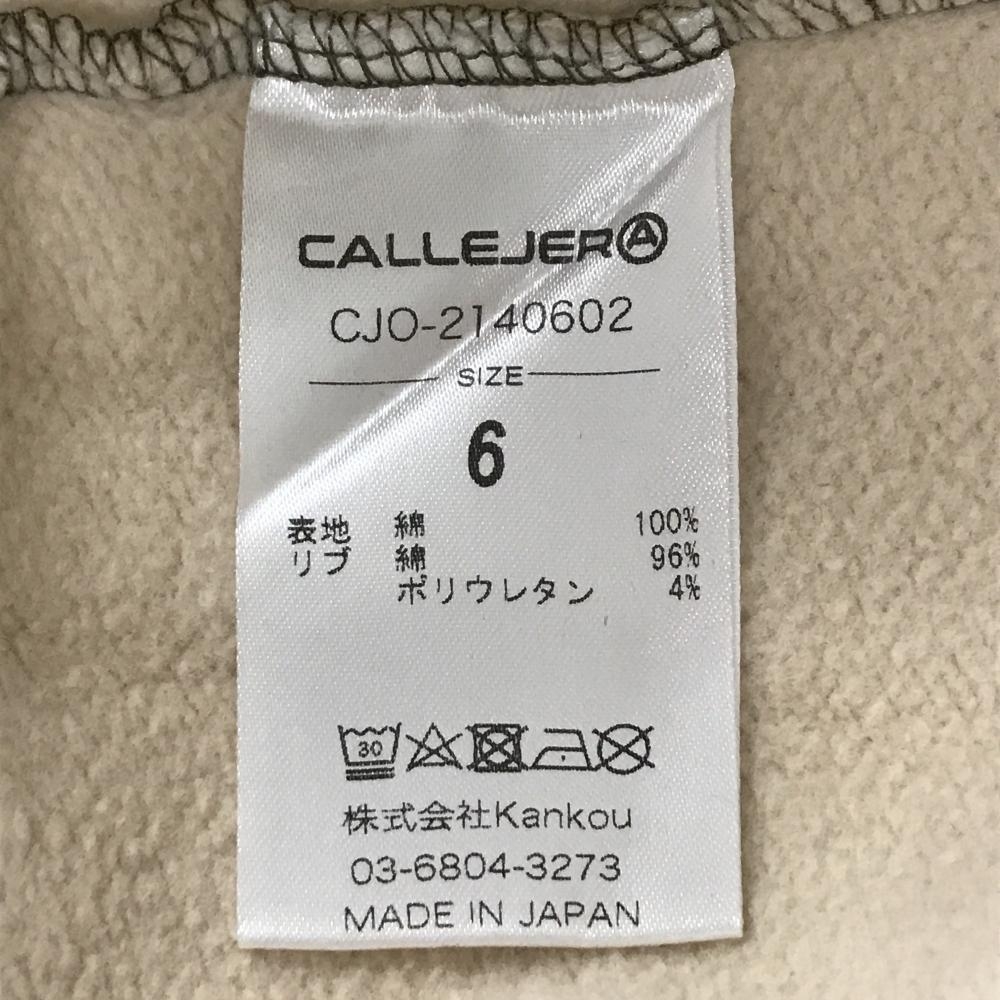 CALLEJERⒶ
CJO-2140602
SIZE
6
表地 綿 100%
リブ 綿 96%
ポリウレタン 4%
30
株式会社Kankou
03-6804-3273
MADE IN JAPAN